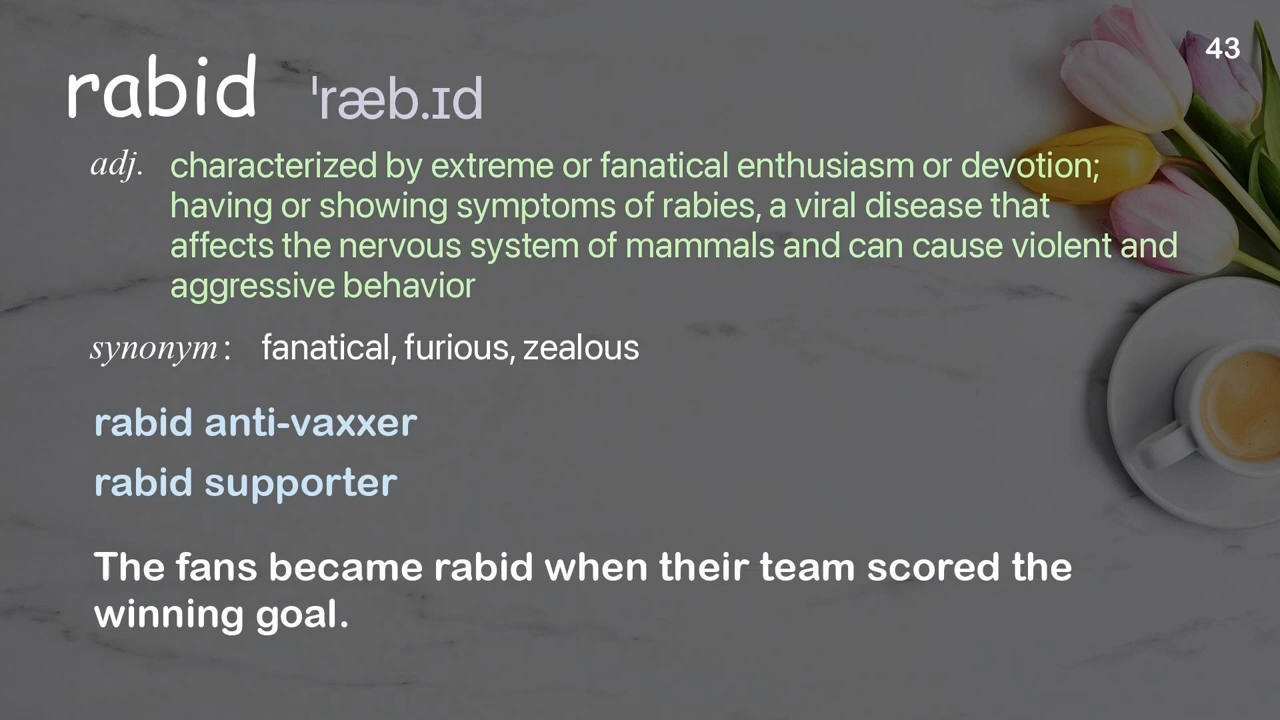 43
rabid ˈræb.ɪd
adj. characterized by extreme or fanatical enthusiasm or devotion;
having or showing symptoms of rabies, a viral disease that
affects the nervous system of mammals and can cause violent and
aggressive behavior
synonym: fanatical, furious, zealous
rabid anti-vaxxer
rabid supporter
The fans became rabid when their team scored the
winning goal.